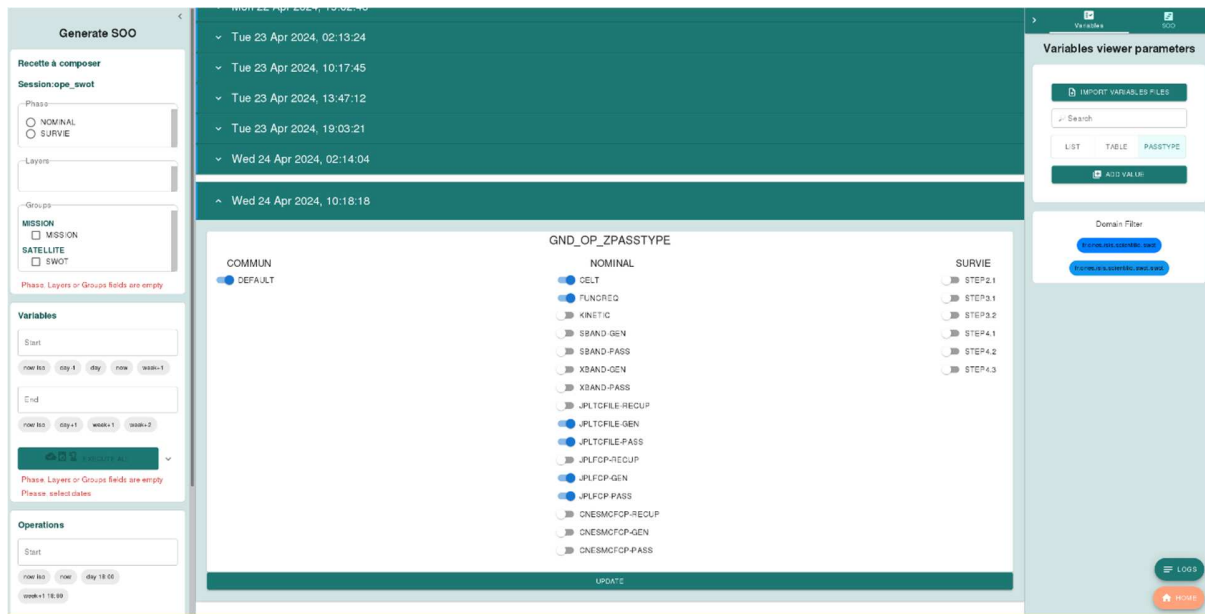 Generate SOO
Recette à composer
Session:ope_swot
Phase
NOMINAL
SURVIE
Layers
Groups
MISSION
MISSION
SATELLITE
SWOT
Phase, Layers or Groups fields are empty
Variables
Start
now iso day-1 day now week+1
End
now iso day+1 week+1 week+2
EXECUTE ALL
Phase, Layers or Groups fields are empty
Please, select dates
Operations
Start
now iso now day 18:00
week+1 18:00
Mon 22 Apr 2024, 19:02:48
Tue 23 Apr 2024, 02:13:24
Tue 23 Apr 2024, 10:17:45
Tue 23 Apr 2024, 13:47:12
Tue 23 Apr 2024, 19:03:21
Wed 24 Apr 2024, 02:14:04
Wed 24 Apr 2024, 10:18:18
GND_OP_ZPASSTYPE
COMMUN
DEFAULT
NOMINAL
CELT
FUNCREQ
KINETIC
SBAND-GEN
SBAND-PASS
XBAND-GEN
XBAND-PASS
JPLTCFILE-RECUP
JPLTCFILE-GEN
JPLTCFILE-PASS
JPLFCP-RECUP
JPLFCP-GEN
JPLFCP-PASS
CNESMCFCP-RECUP
CNESMCFCP-GEN
CNESMCFCP-PASS
SURVIE
STEP2.1
STEP3.1
STEP3.2
STEP4.1
STEP4.2
STEP4.3
UPDATE
Variables
SOO
Variables viewer parameters
IMPORT VARIABLES FILES
Search
LIST TABLE PASSTYPE
ADD VALUE
Domain Filter
LOGS
HOME